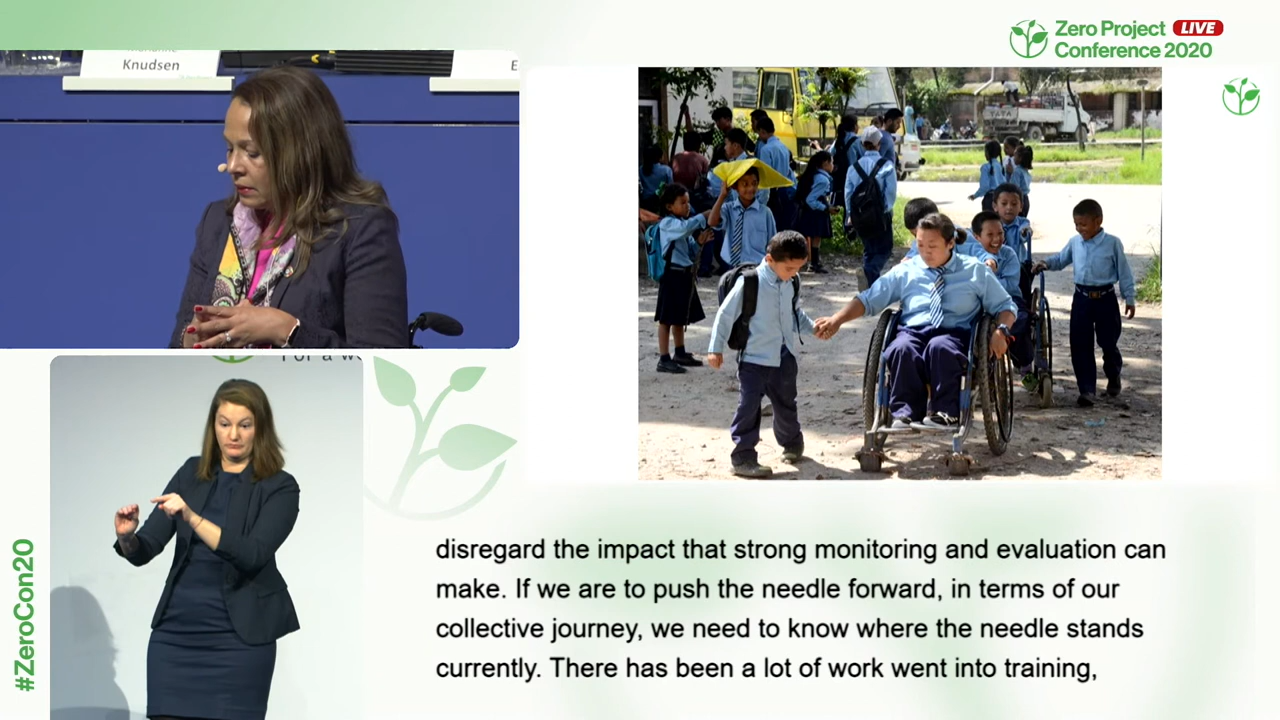 Zero Project LIVE
Conference 2020
Knudsen
E
TATA
disregard the impact that strong monitoring and evaluation can
make. If we are to push the needle forward, in terms of our
collective journey, we need to know where the needle stands
currently. There has been a lot of work went into training,
#ZeroCon20